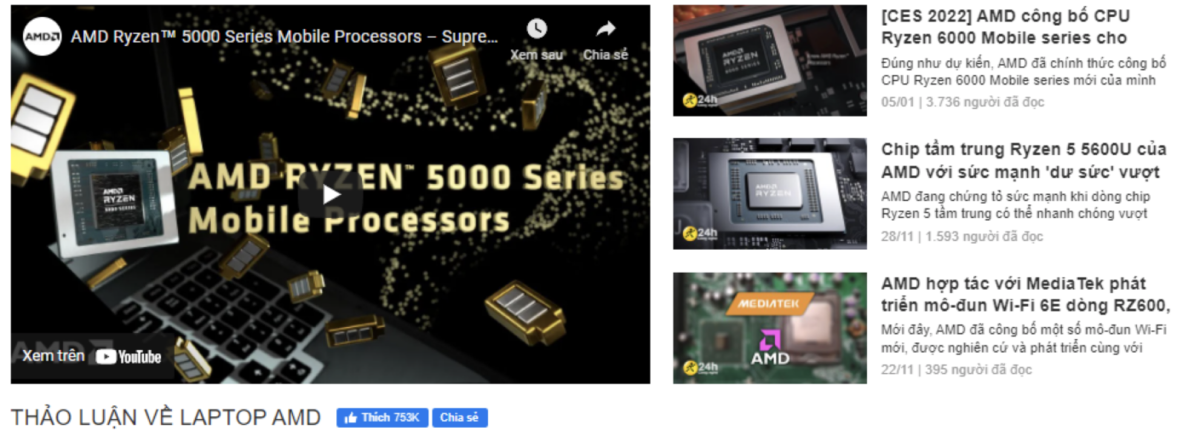 AMD
AMD Ryzen™ 5000 Series Mobile Processors – Supre...
Xem sau
Chia sẻ
AMD RYZEN
AMD RYZEN™ 5000 Series
Mobile Processors
Xem trên YouTube
[CES 2022] AMD công bố CPU
Ryzen 6000 Mobile series cho
Đúng như dự kiến, AMD đã chính thức công bố
CPU Ryzen 6000 Mobile series mới của mình
05/01 | 3.736 người đã đọc
AMD
RYZEN
24h
Chip tầm trung Ryzen 5 5600U của
AMD với sức mạnh 'dư sức' vượt
AMD đang chứng tỏ sức mạnh khi dòng chip
Ryzen 5 tầm trung có thể nhanh chóng vượt
28/11 | 1.593 người đã đọc
AMD
RYZEN
24h
AMD hợp tác với MediaTek phát
triển mô-đun Wi-Fi 6E dòng RZ600,
Mới đây, AMD đã công bố một số mô-đun Wi-Fi
mới, được nghiên cứ và phát triển cùng với
22/11 | 395 người đã đọc
MEDIATEK
AMD
24h
THẢO LUẬN VỀ LAPTOP AMD
Thích 753K
Chia sẻ